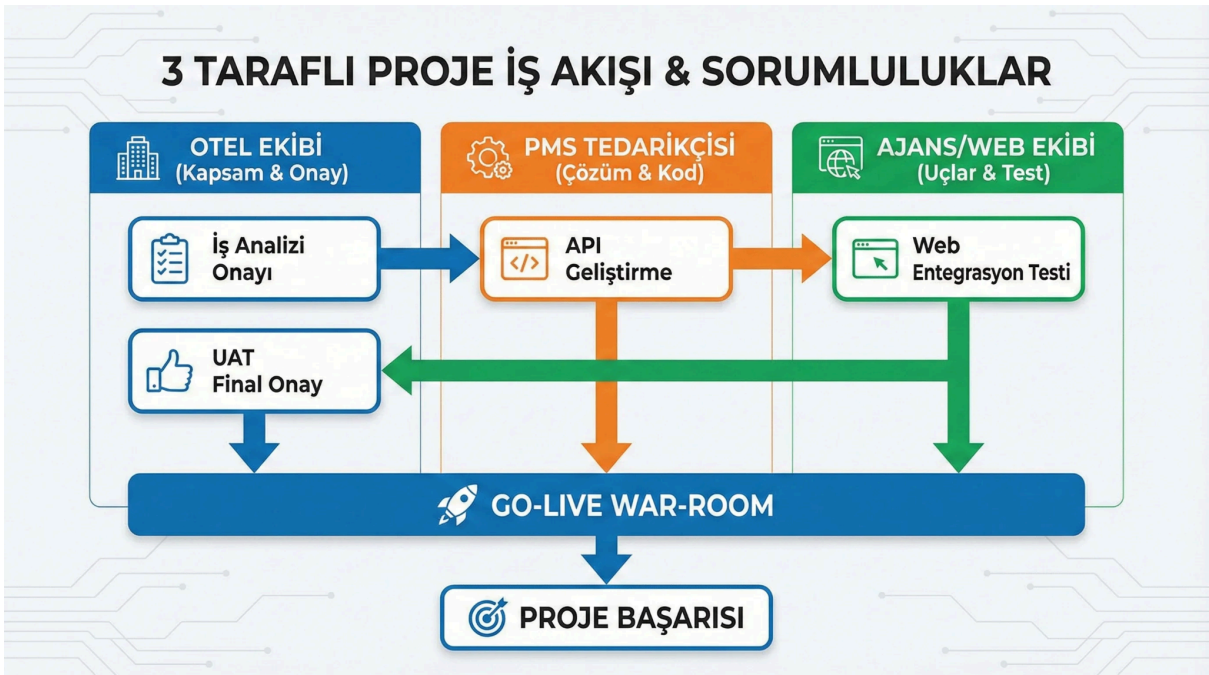 3 TARAFLI PROJE İŞ AKIŞI & SORUMLULUKLAR
OTEL EKİBİ
(Kapsam & Onay)
PMS TEDARİKÇİSİ
(Çözüm & Kod)
AJANS/WEB EKİBİ
(Uçlar & Test)
İş Analizi
Onayı
API
Geliştirme
Web
Entegrasyon Testi
UAT
Final Onay
GO-LIVE WAR-ROOM
PROJE BAŞARISI